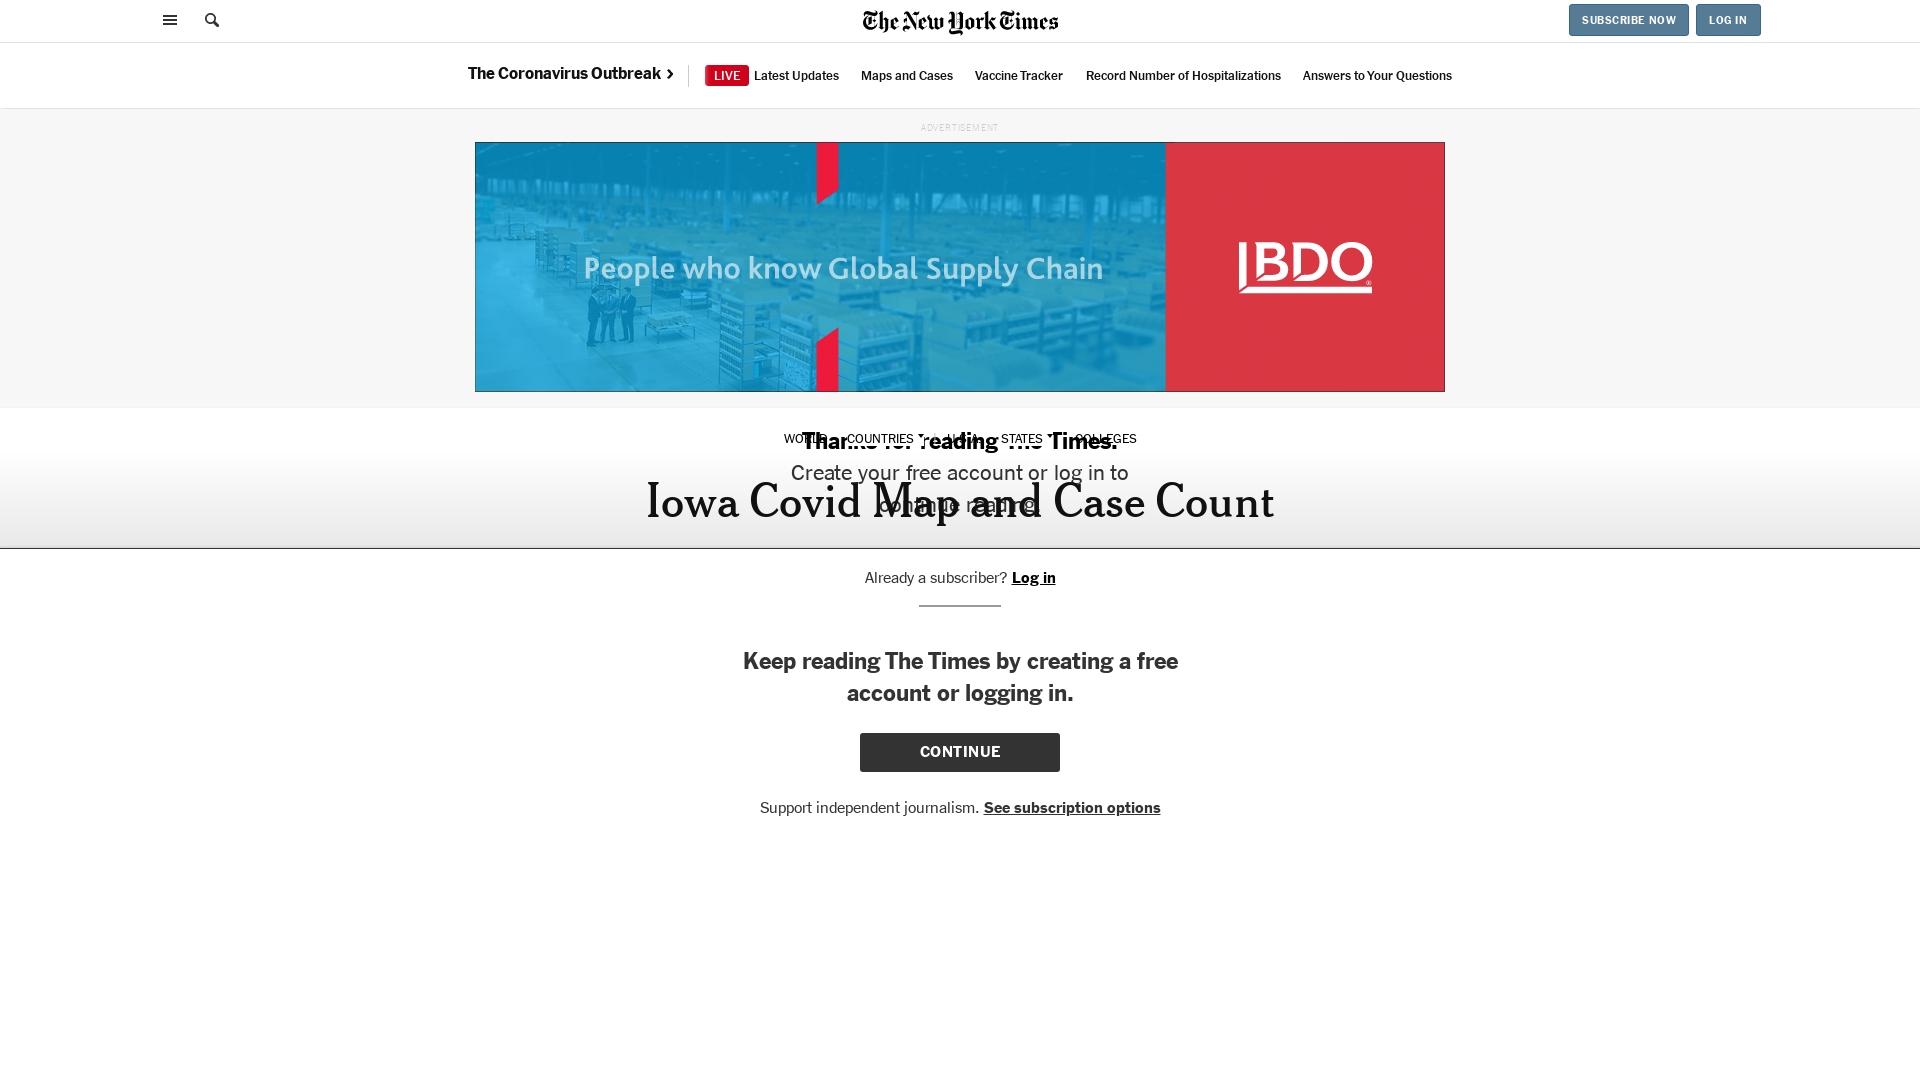 The New York Times
SUBSCRIBE NOW
LOG IN
The Coronavirus Outbreak
LIVE Latest Updates
Maps and Cases
Vaccine Tracker
Record Number of Hospitalizations
Answers to Your Questions
ADVERTISEMENT
People who know Global Supply Chain
BDO
WORLD COUNTRIES U.S.A. STATES COLLEGES
Thanks for reading The Times.
Create your free account or log in to
continue reading.
Iowa Covid Map and Case Count
Already a subscriber? Log in
Keep reading The Times by creating a free
account or logging in.
CONTINUE
Support independent journalism. See subscription options